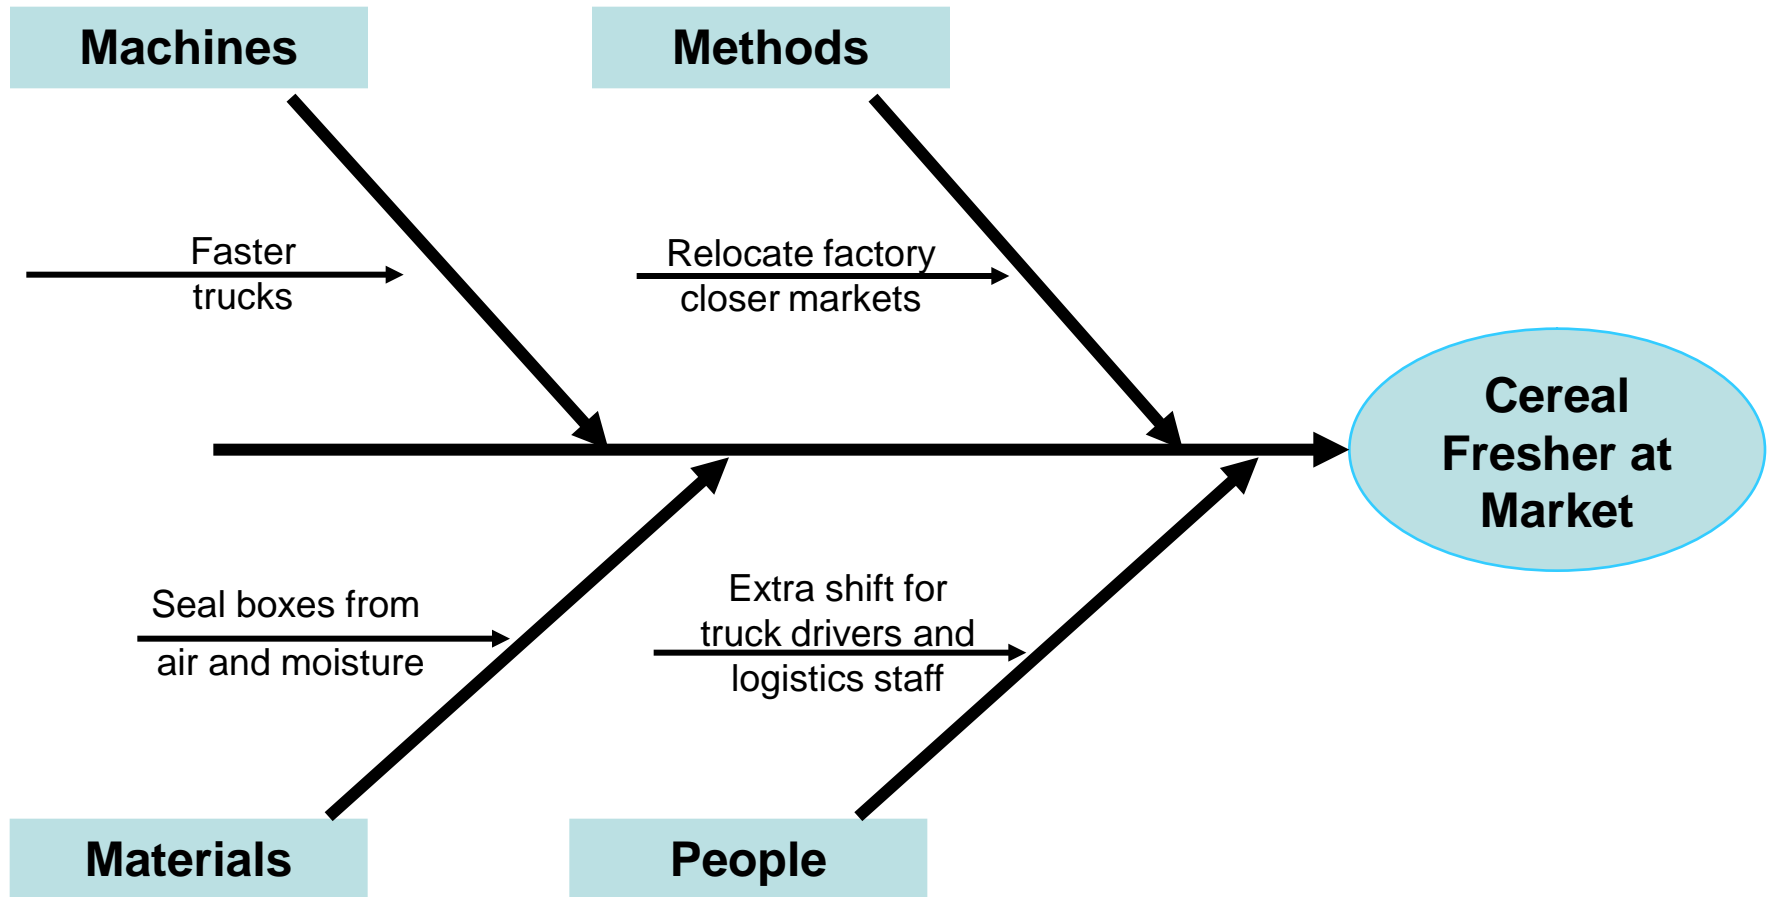 Machines
Methods
Faster
trucks
Relocate factory
closer markets
Cereal
Fresher at
Market
Seal boxes from
air and moisture
Extra shift for
truck drivers and
logistics staff
Materials
People